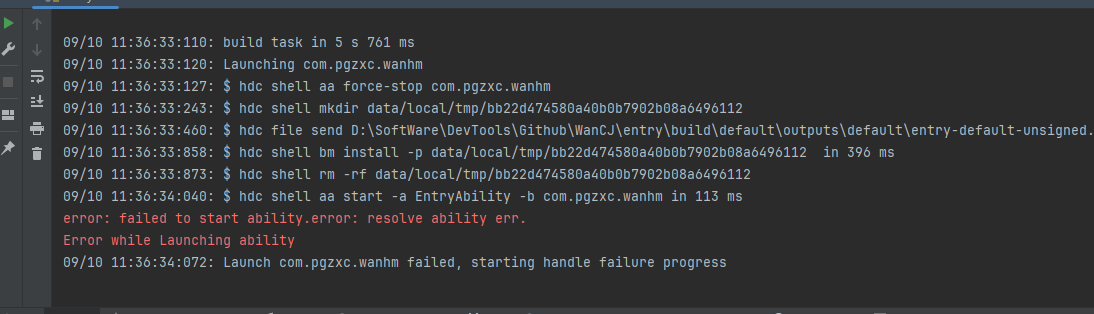 09/10 11:36:33:110: build task in 5 s 761 ms
09/10 11:36:33:120: Launching com.pgzxc.wanhm
09/10 11:36:33:127: $ hdc shell aa force-stop com.pgzxc.wanhm
09/10 11:36:33:243: $ hdc shell mkdir data/local/tmp/bb22d474580a40b0b7902b08a6496112
09/10 11:36:33:460: $ hdc file send D:\SoftWare\DevTools\Github\WanCJ\entry\build\default\outputs\default\entry-default-unsigned.
09/10 11:36:33:858: $ hdc shell bm install -p data/local/tmp/bb22d474580a40b0b7902b08a6496112  in 396 ms
09/10 11:36:33:873: $ hdc shell rm -rf data/local/tmp/bb22d474580a40b0b7902b08a6496112
09/10 11:36:34:040: $ hdc shell aa start -a EntryAbility -b com.pgzxc.wanhm in 113 ms
error: failed to start ability.error: resolve ability err.
Error while Launching ability
09/10 11:36:34:072: Launch com.pgzxc.wanhm failed, starting handle failure progress